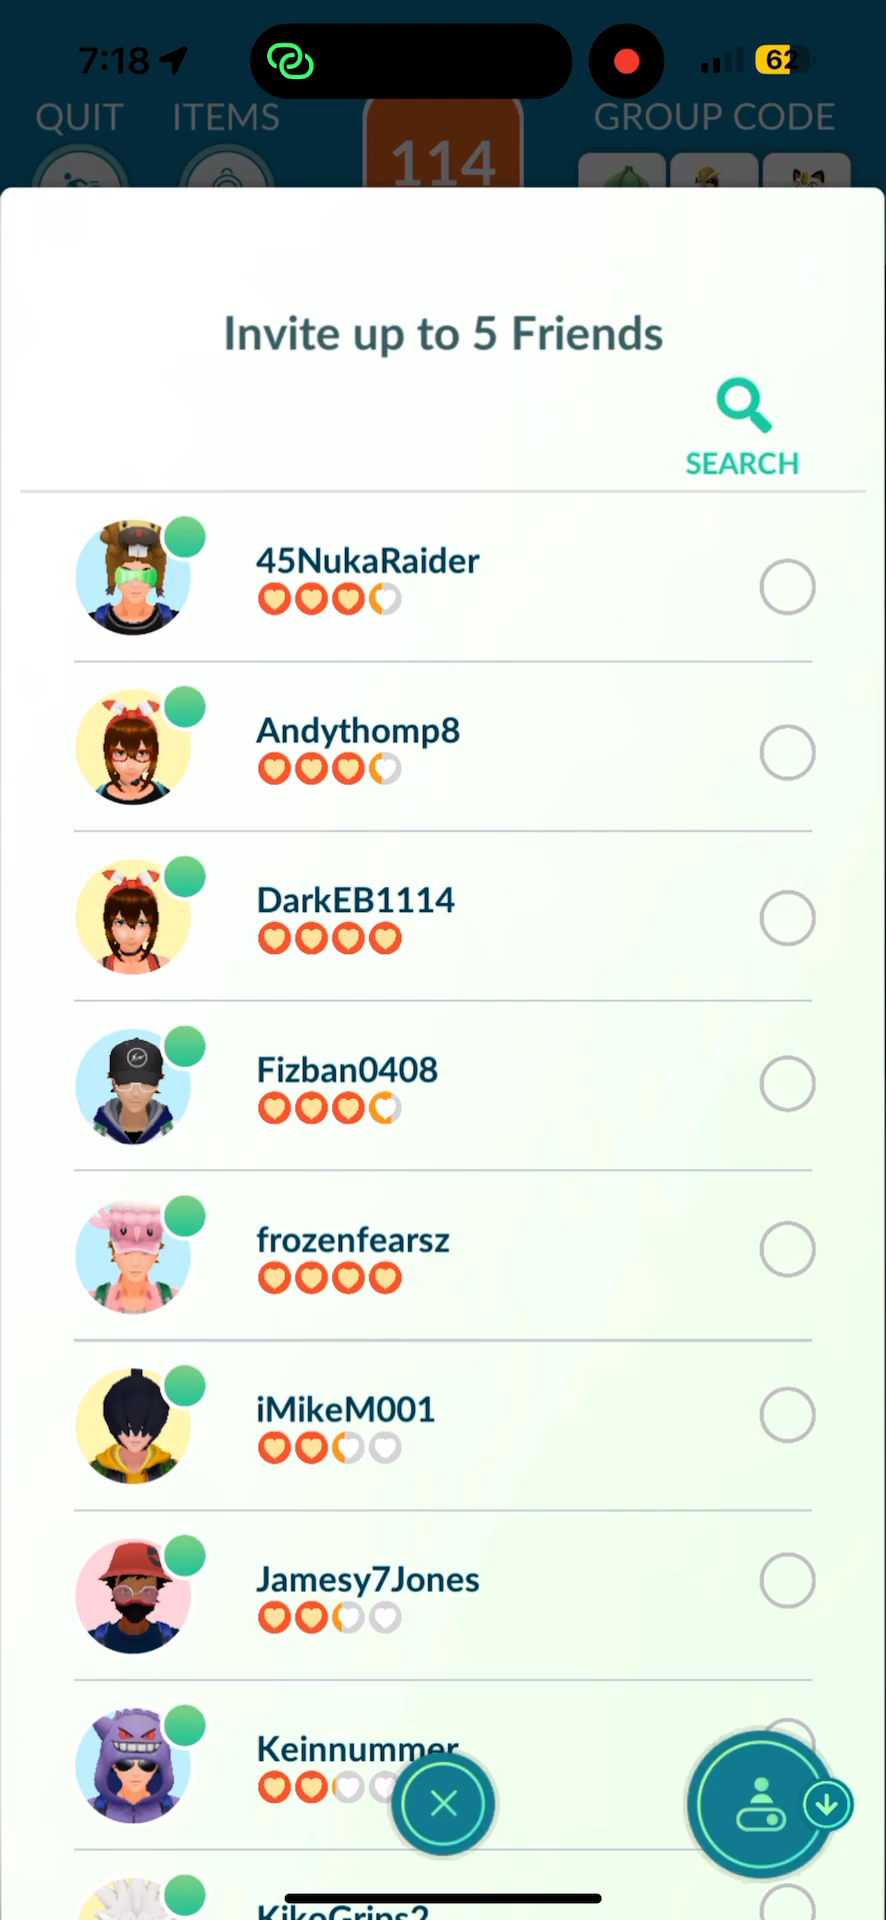 7:18
62
QUIT
ITEMS
114
GROUP CODE
Invite up to 5 Friends
SEARCH
45NukaRaider
Andythomp8
DarkEB1114
Fizban0408
frozenfearsz
iMikeM001
Jamesy7Jones
Keinnummer
KikoGrips2